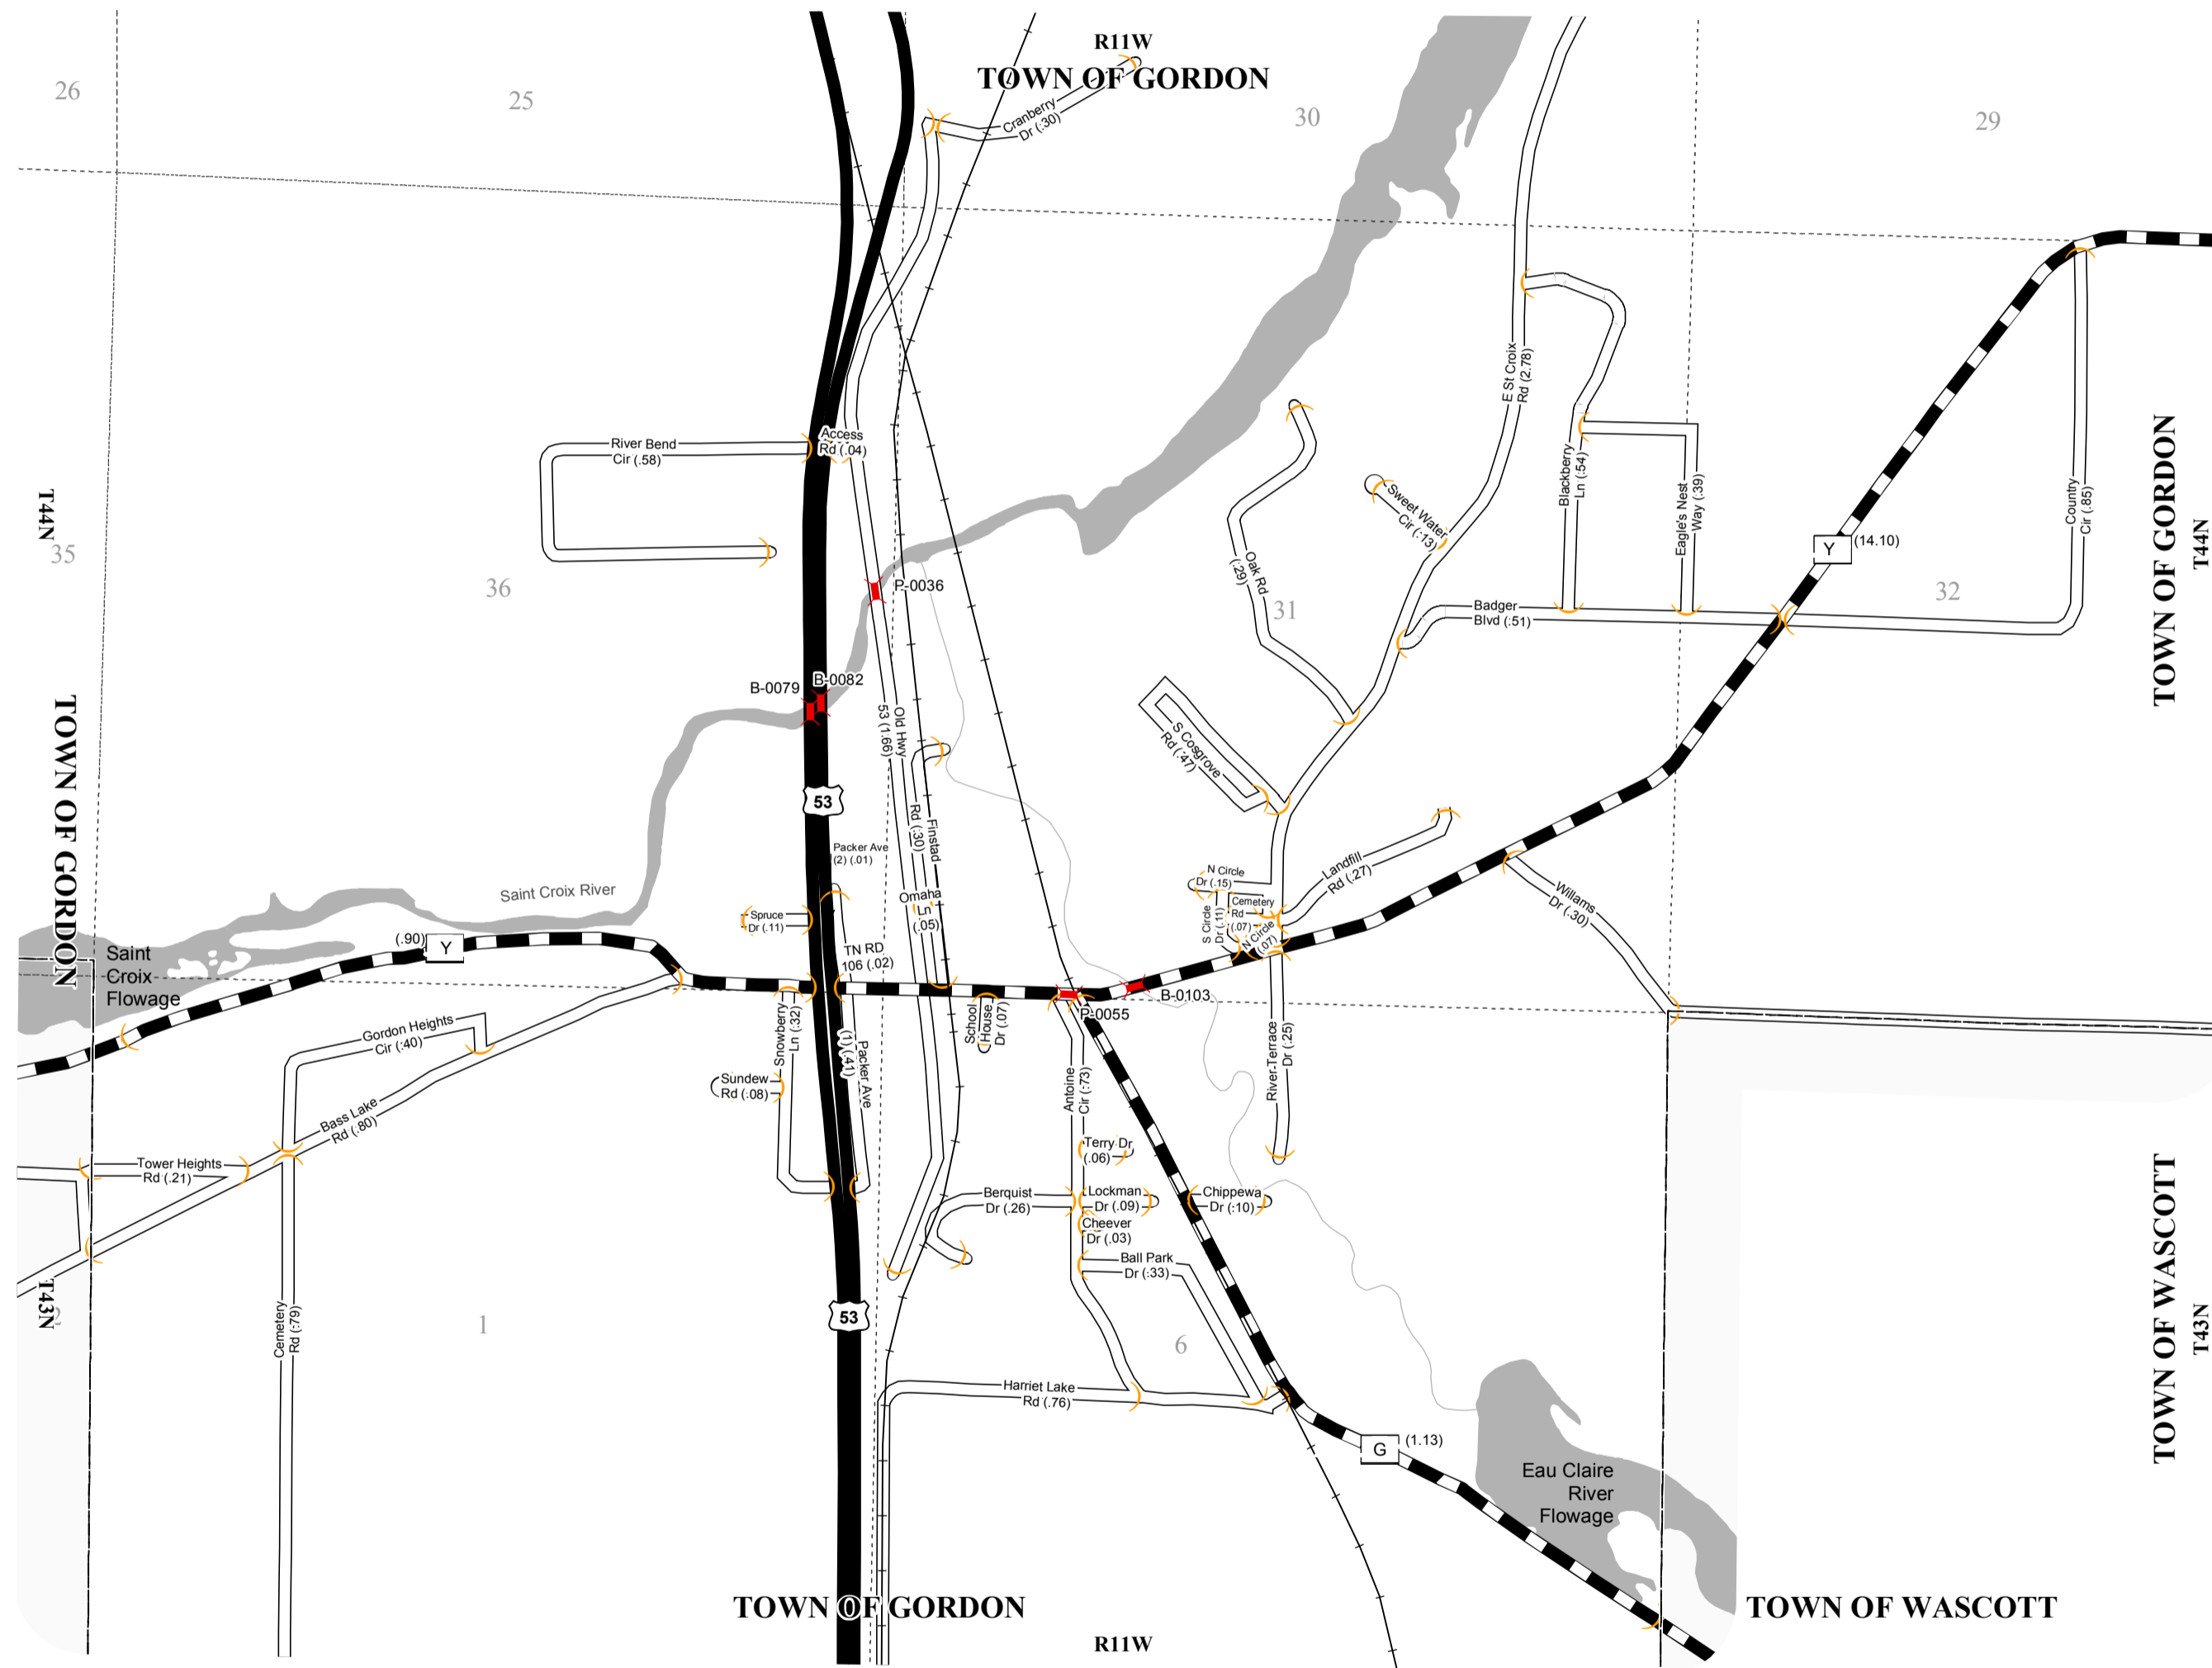 R11W
TOWN OF GORDON
26
25
30
29
Cranberry
Dr (.30)
E St Croix
Rd (2.78)
Access
Rd (.04)
River Bend
Cir (.58)
T44N
35
36
Sweet Water
Cir (.13)
Blackberry
Ln (.54)
Eagle's Nest
Way (.39)
Country
Cir (.85)
TOWN OF GORDON
T44N
Y
(14.10)
32
P-0036
Oak Rd
(.29)
31
Badger
Blvd (.51)
TOWN OF GORDON
B-0079
B-0082
Old Hwy
53 (1.66)
S Cosgrove
Rd (.47)
53
Packer Ave
(2) (.01)
Finstad
Rd (.30)
Landfill
Rd (.27)
N Circle
Dr (.15)
Cemetery
Rd
(.07)
S Circle
Dr (.11)
N Circle
(.07)
Williams
Dr (.30)
Saint Croix River
Spruce
Dr (.11)
Omaha
Ln
(.05)
(.90)
Y
TN RD
106 (.02)
Saint
Croix
Flowage
B-0103
P-0055
Gordon Heights
Cir (.40)
Snowberry
Ln (.32)
School
House
Dr (.07)
Packer Ave
(1) (.41)
Sundew
Rd (.08)
Antoine
Cir (.73)
River Terrace
Dr (.25)
Bass Lake
Rd (.80)
Terry Dr
(.06)
Tower Heights
Rd (.21)
Berquist
Dr (.26)
Lockman
Dr (.09)
Chippewa
Dr (.10)
Cheever
Dr (.03)
Ball Park
Dr (.33)
TOWN OF WASCOTT
T43N
T43N
2
1
53
6
Cemetery
Rd (.79)
Harriet Lake
Rd (.76)
G
(1.13)
Eau Claire
River
Flowage
TOWN OF GORDON
TOWN OF WASCOTT
R11W